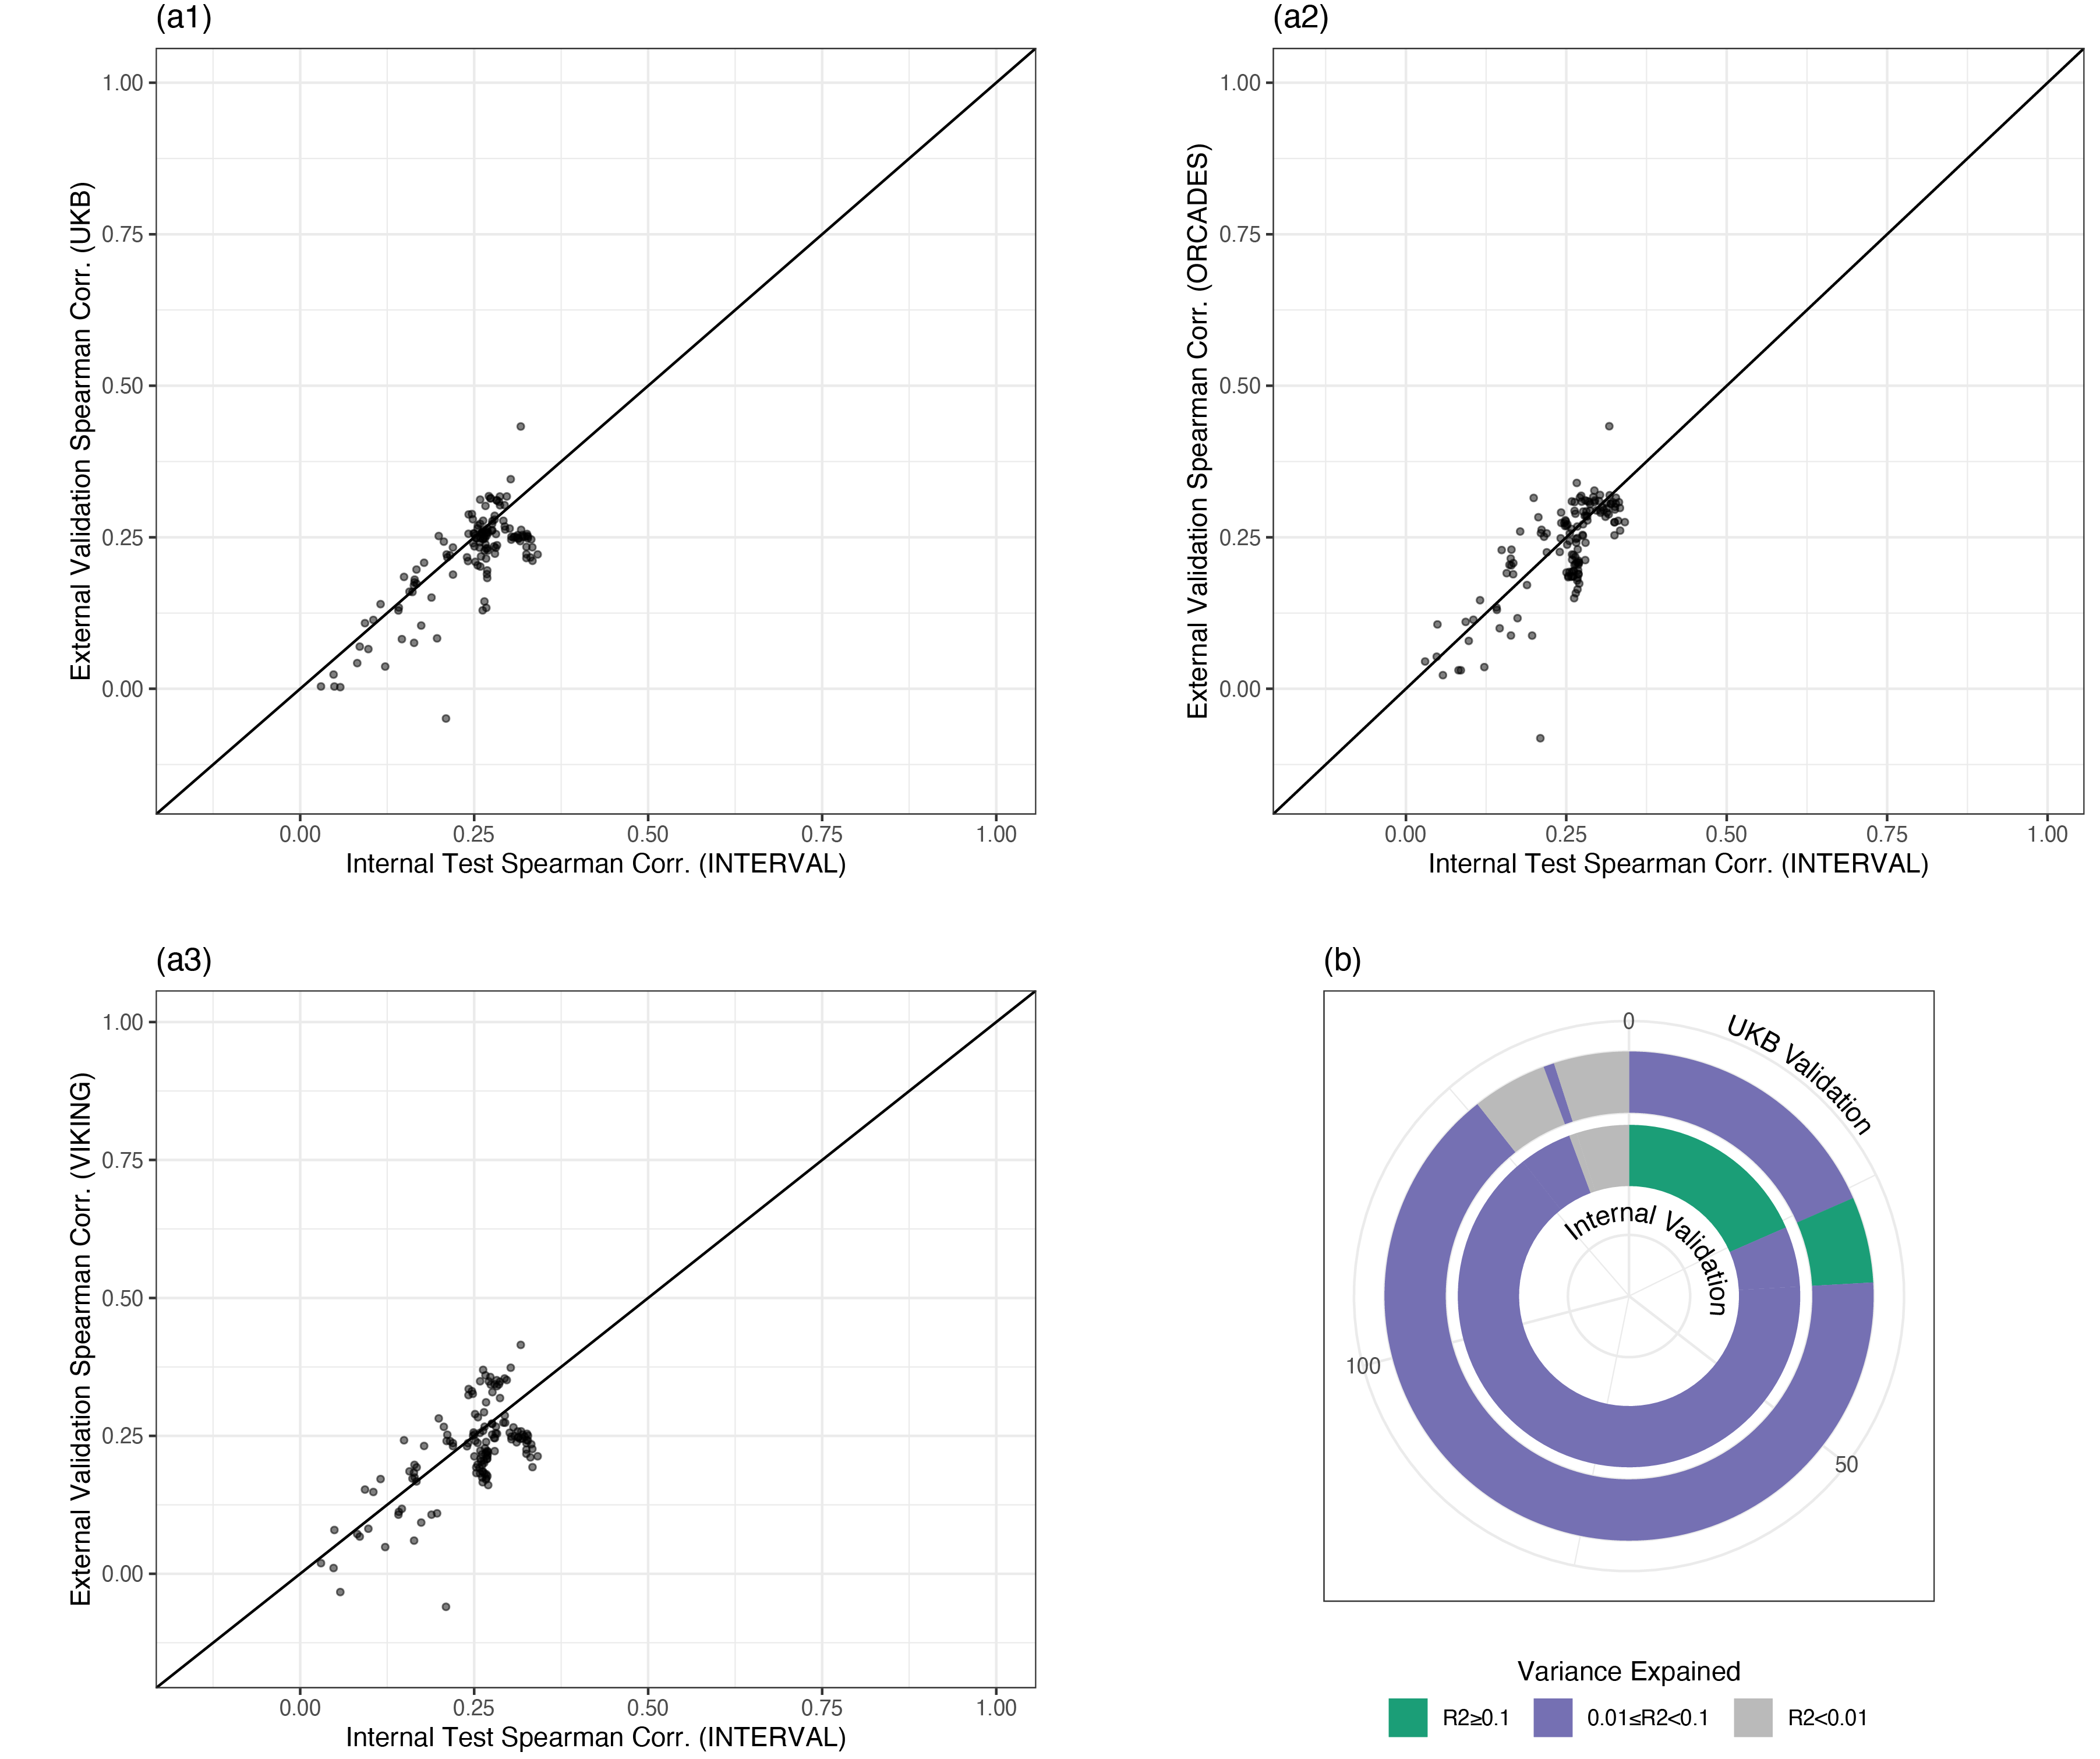 (a1)
1.00
0.75
0.50
0.25
0.00
External Validation Spearman Corr. (UKB)
0.00 0.25 0.50 0.75 1.00
Internal Test Spearman Corr. (INTERVAL)
(a2)
1.00
0.75
0.50
0.25
0.00
External Validation Spearman Corr. (ORCADES)
0.00 0.25 0.50 0.75 1.00
Internal Test Spearman Corr. (INTERVAL)
(a3)
1.00
0.75
0.50
0.25
0.00
External Validation Spearman Corr. (VIKING)
0.00 0.25 0.50 0.75 1.00
Internal Test Spearman Corr. (INTERVAL)
(b)
0
UKB Validation
Internal Validation
100
50
Variance Expained
R2≥0.1 0.01≤R2<0.1 R2<0.01